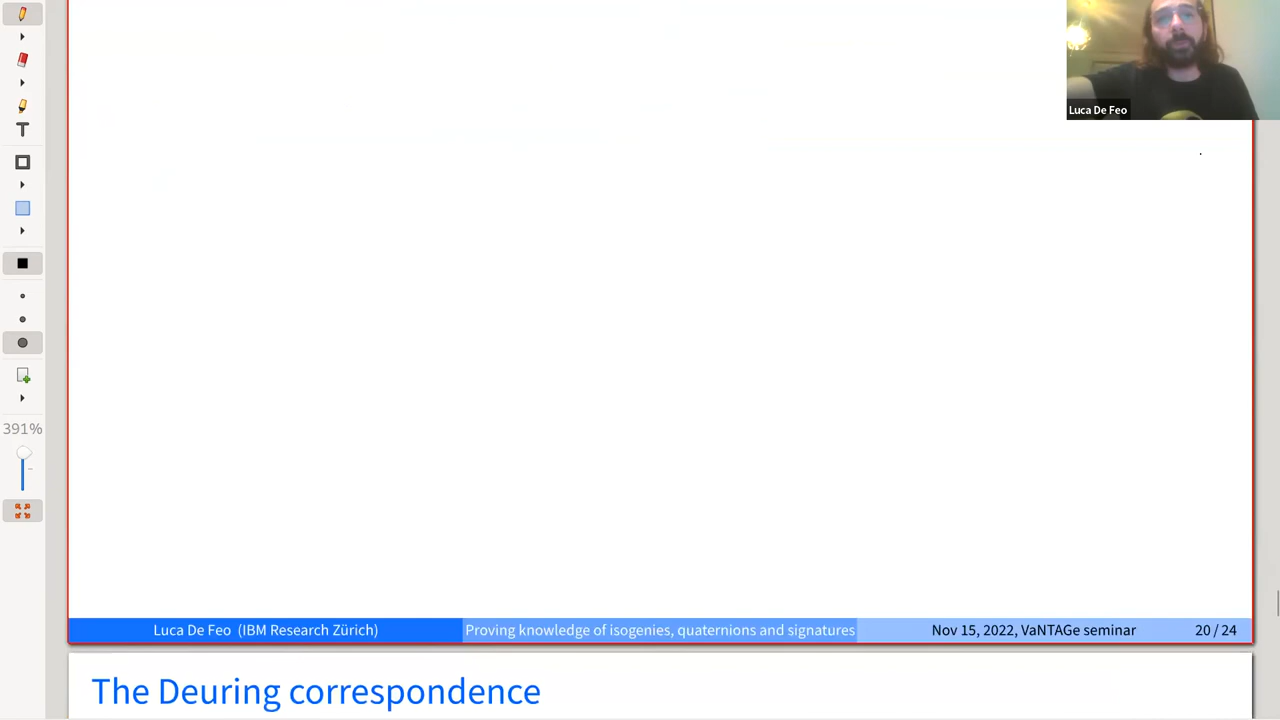 Luca De Feo
T
391%
Luca De Feo (IBM Research Zürich)
Proving knowledge of isogenies, quaternions and signatures
Nov 15, 2022, VaNTAGe seminar
20 / 24
The Deuring correspondence